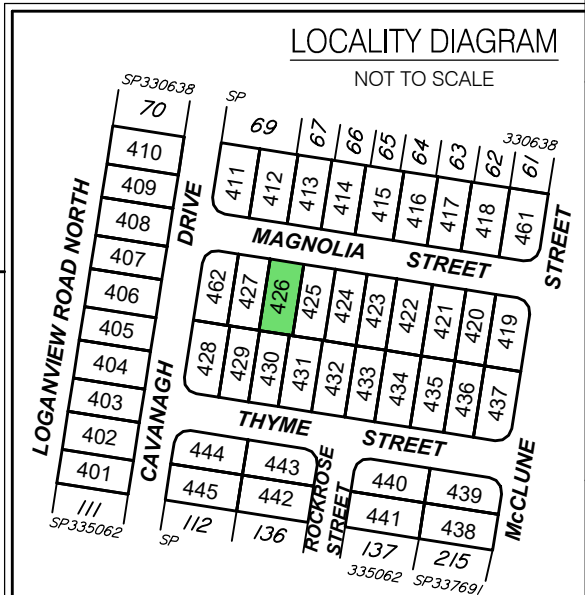 LOCALITY DIAGRAM
NOT TO SCALE
SP330638
70
410
409
408
407
406
405
404
403
402
401
111
SP335062
LOGANVIEW ROAD NORTH
CAVANAGH DRIVE
SP 330638
69 67 66 65 64 63 62 61
411 412 413 414 415 416 417 418 461
MAGNOLIA STREET
462 427 426 425 424 423 422 421 420 419
428 429 430 431 432 433 434 435 436 437
THYME STREET
McCLUNE STREET
444 443
445 442
112 136
SP 335062
ROCKROSE STREET
440 439
441 438
137 215
SP337691